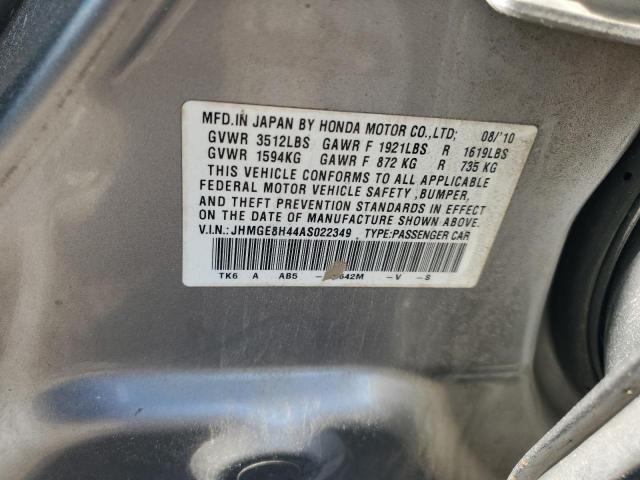 MFD.IN JAPAN BY HONDA MOTOR CO.,LTD: 08/'10
GVWR 3512LBS GAWR F 1921LBS R 1619LBS
GVWR 1594KG GAWR F 872 KG R 735 KG
THIS VEHICLE CONFORMS TO ALL APPLICABLE
FEDERAL MOTOR VEHICLE SAFETY ,BUMPER,
AND THEFT PREVENTION STANDARDS IN EFFECT
ON THE DATE OF MANUFACTURE SHOWN ABOVE.
V.I.N.:JHMGE8H44AS022349 ,TYPE:PASSENGER CAR
TK6 A AB5 -V -S